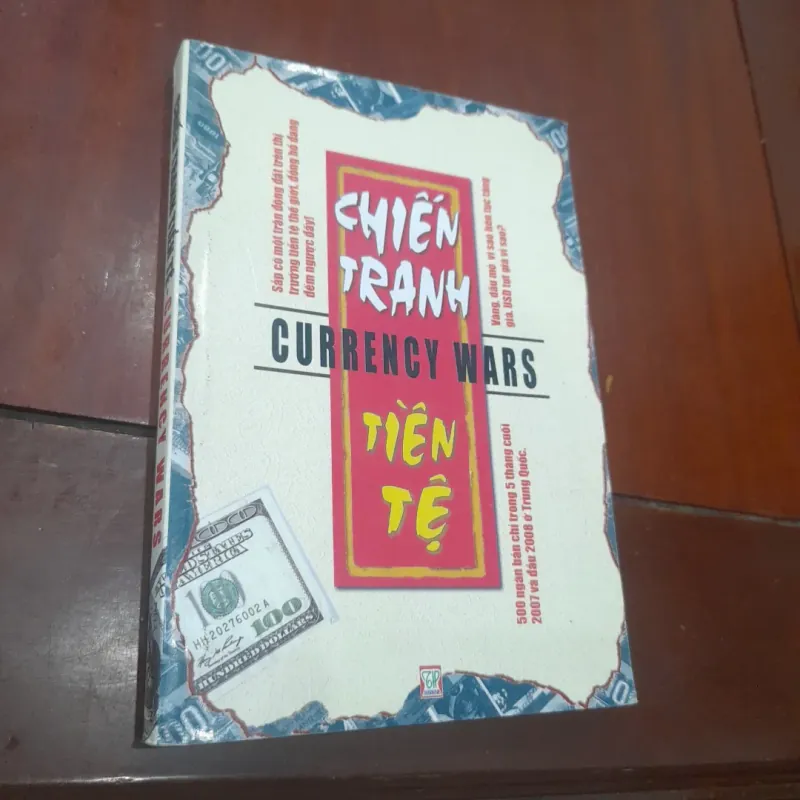 Sắp có một trận động đất trên thị
trường tiền tệ thế giới, đồng hồ đang
đếm ngược đấy!
Vàng, dầu mỏ vì sao liên tục tăng
giá, USD tụt giá vì sao?
CHIẾN
TRANH
CURRENCY WARS
TIỀN
TỆ
500 ngàn bản chỉ trong 5 tháng cuối
2007 và đầu 2008 ở Trung Quốc.
100
HH 20276002 A
100
HUNDRED DOLLARS
CURRENCY WARS